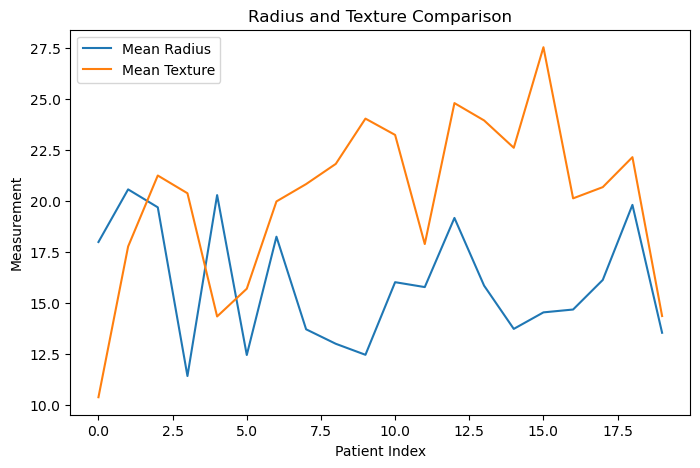 Radius and Texture Comparison
Mean Radius
Mean Texture
Measurement
27.5
25.0
22.5
20.0
17.5
15.0
12.5
10.0
0.0 2.5 5.0 7.5 10.0 12.5 15.0 17.5
Patient Index